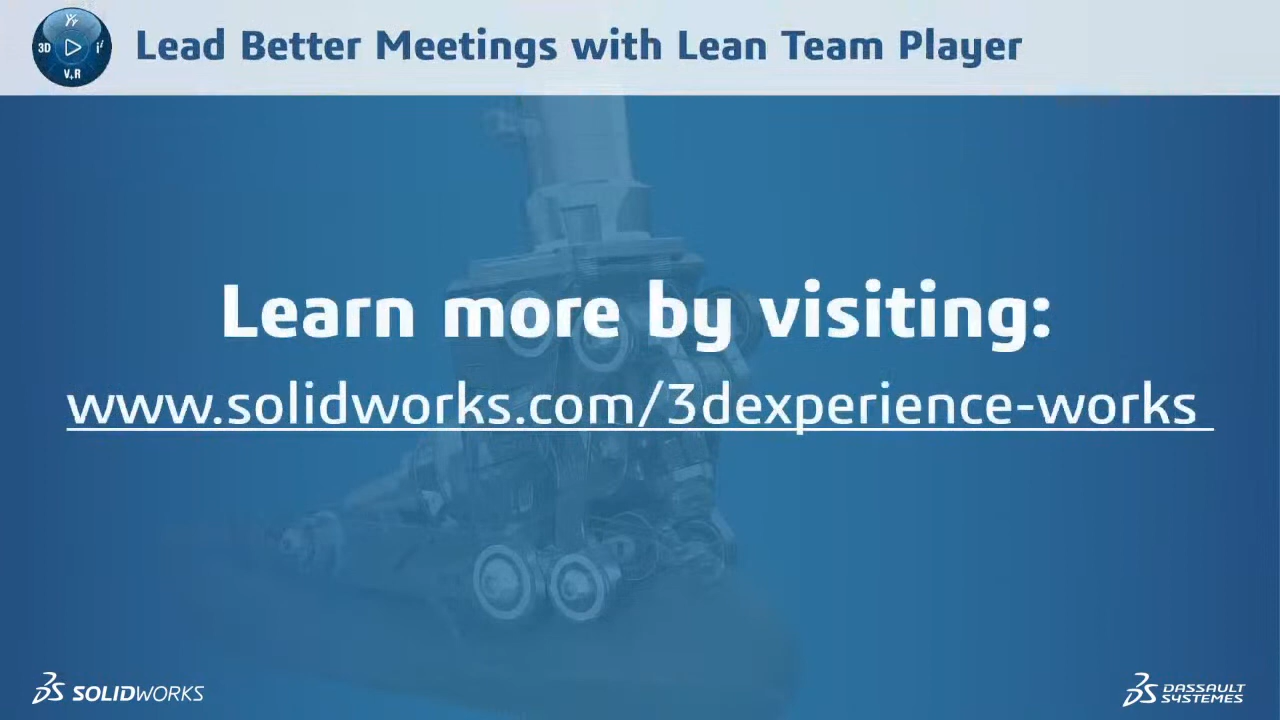 3D
V,R
Lead Better Meetings with Lean Team Player
Learn more by visiting:
www.solidworks.com/3dexperience-works
SOLIDWORKS
DASSAULT
SYSTEMES